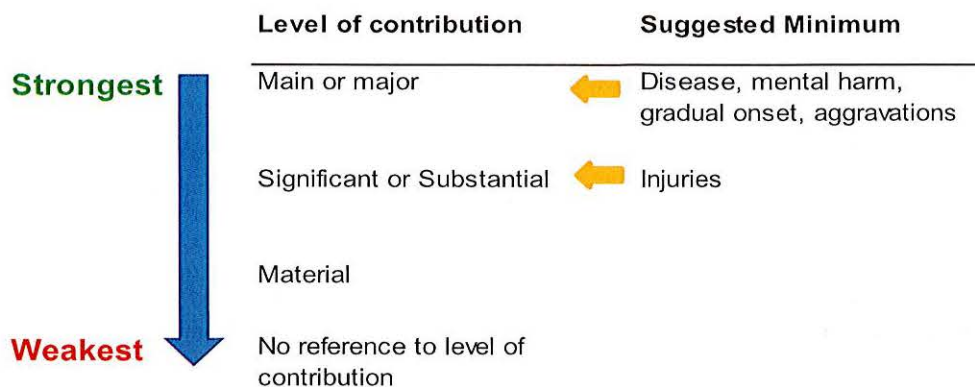 Level of contribution Suggested Minimum
Strongest Main or major Disease, mental harm,
gradual onset, aggravations
Significant or Substantial Injuries
Material
Weakest No reference to level of
contribution